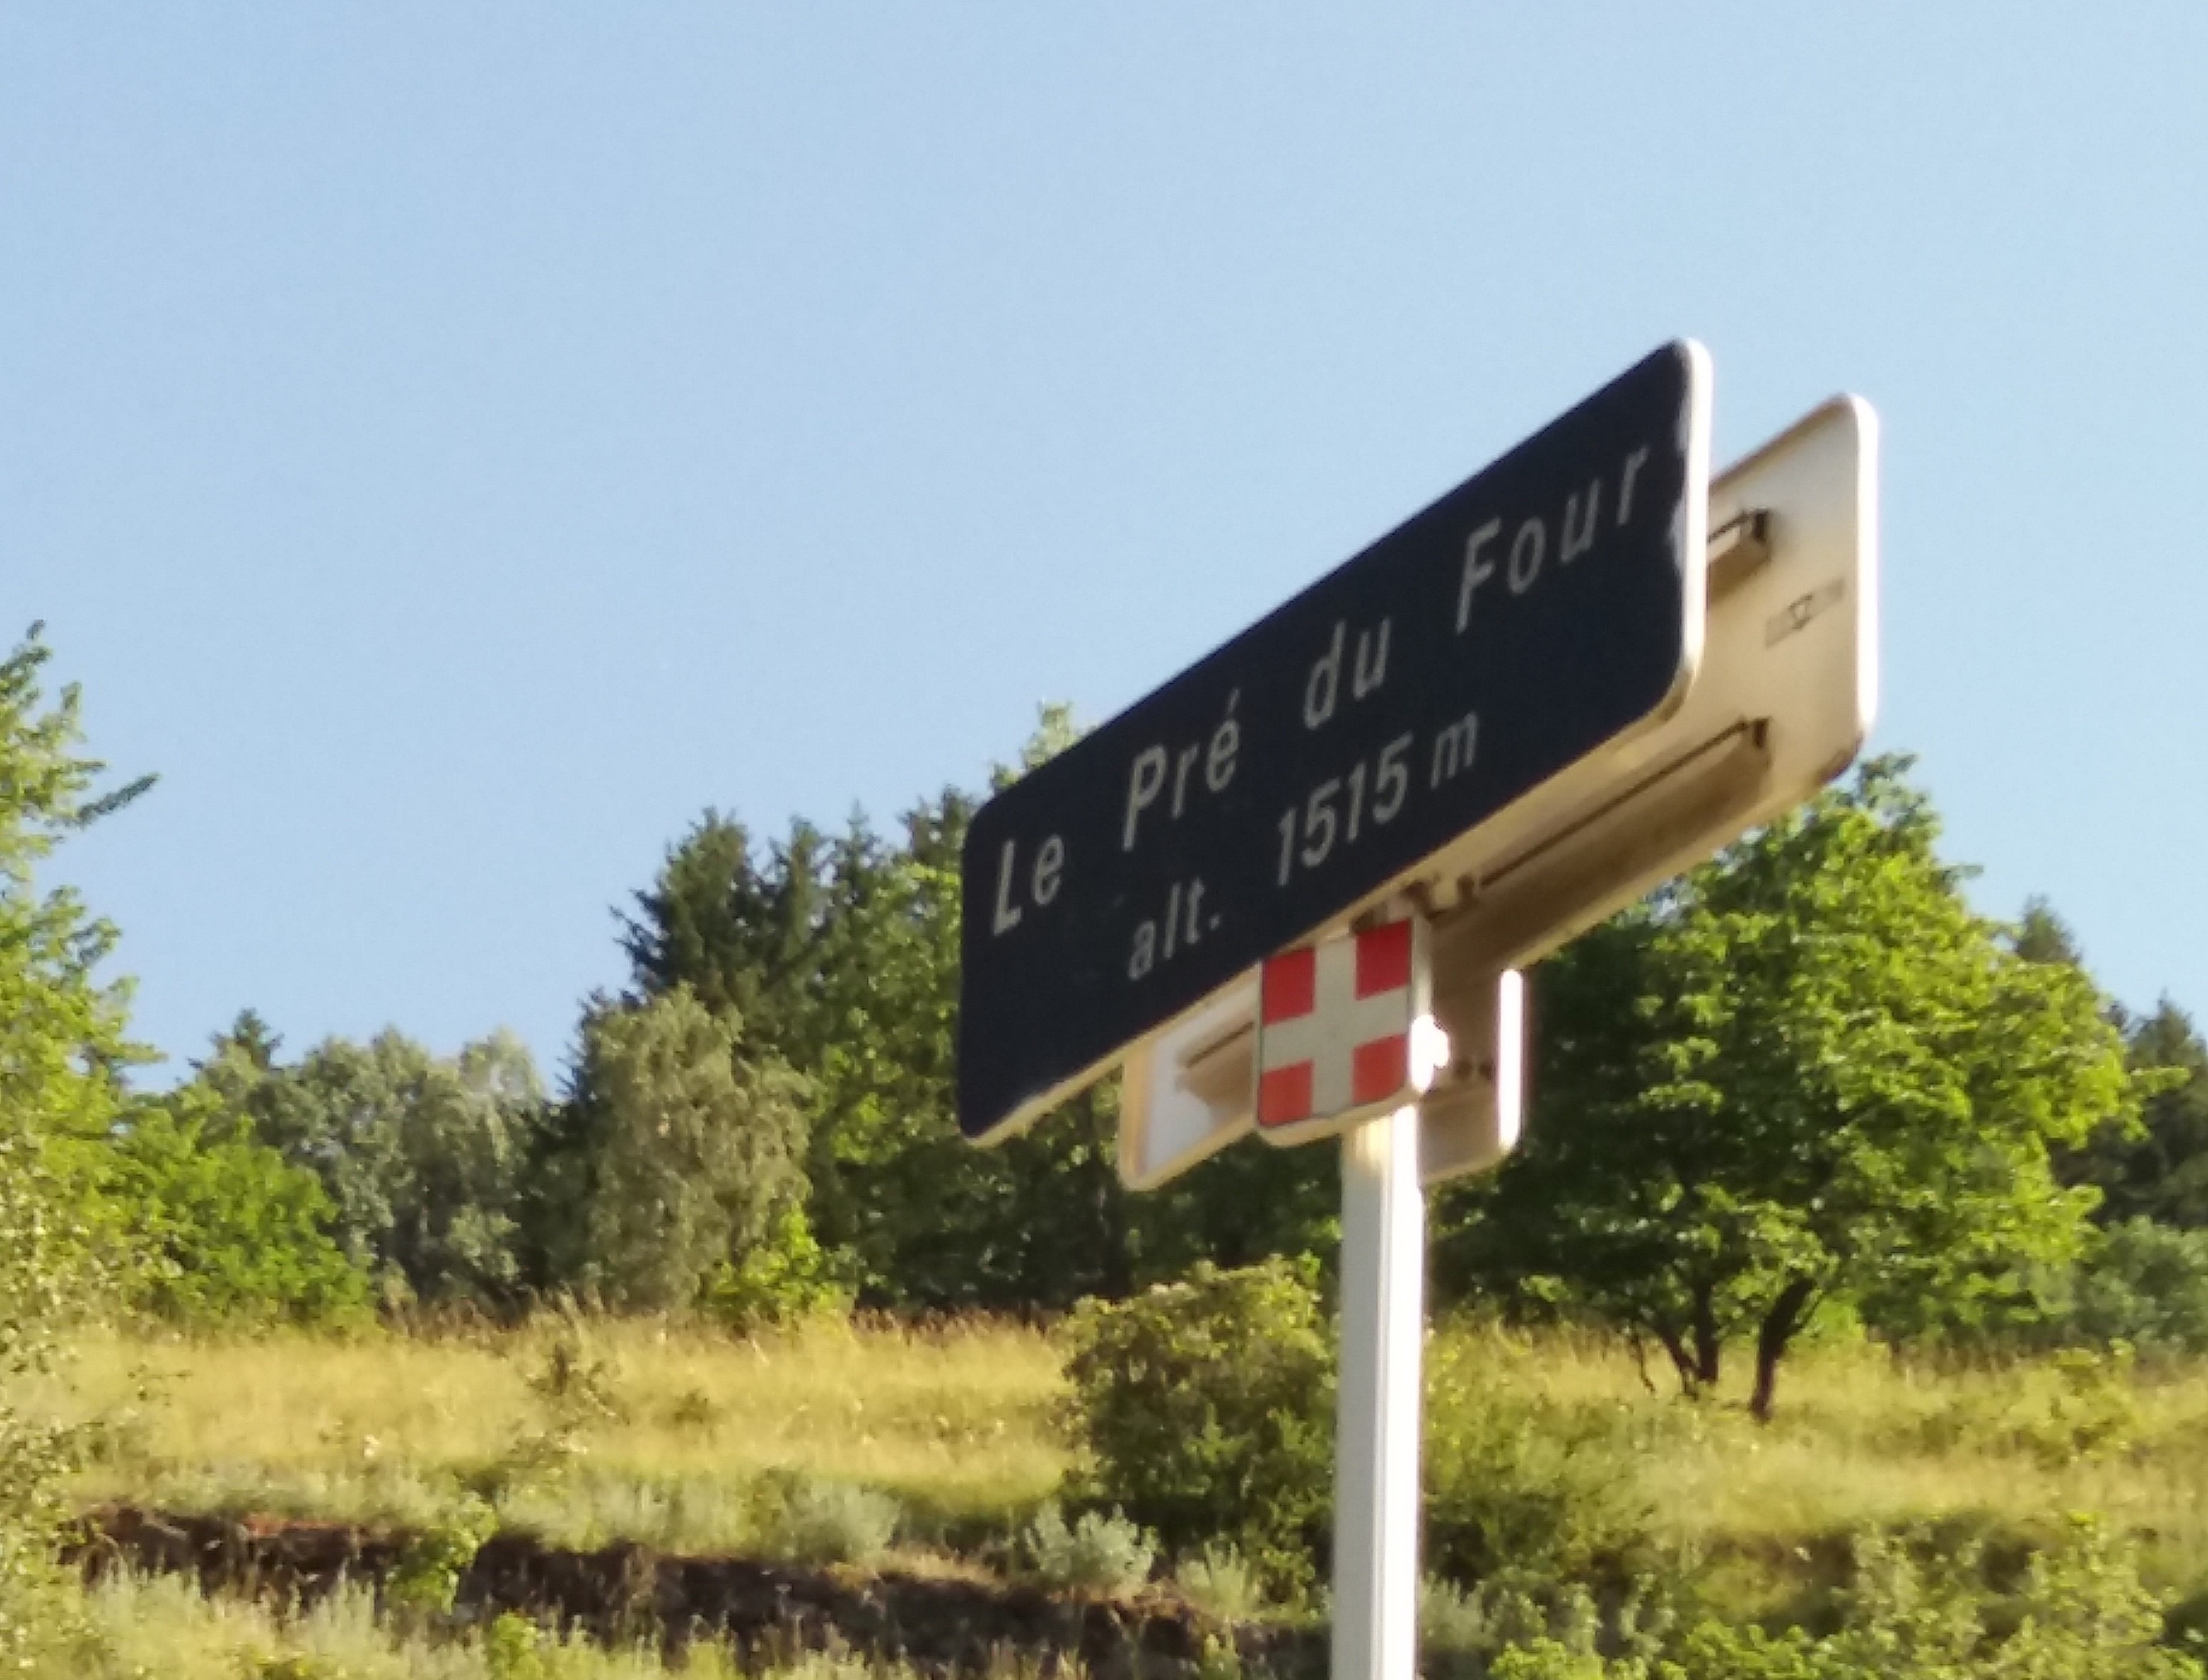 Le Pré du Four
alt. 1515 m